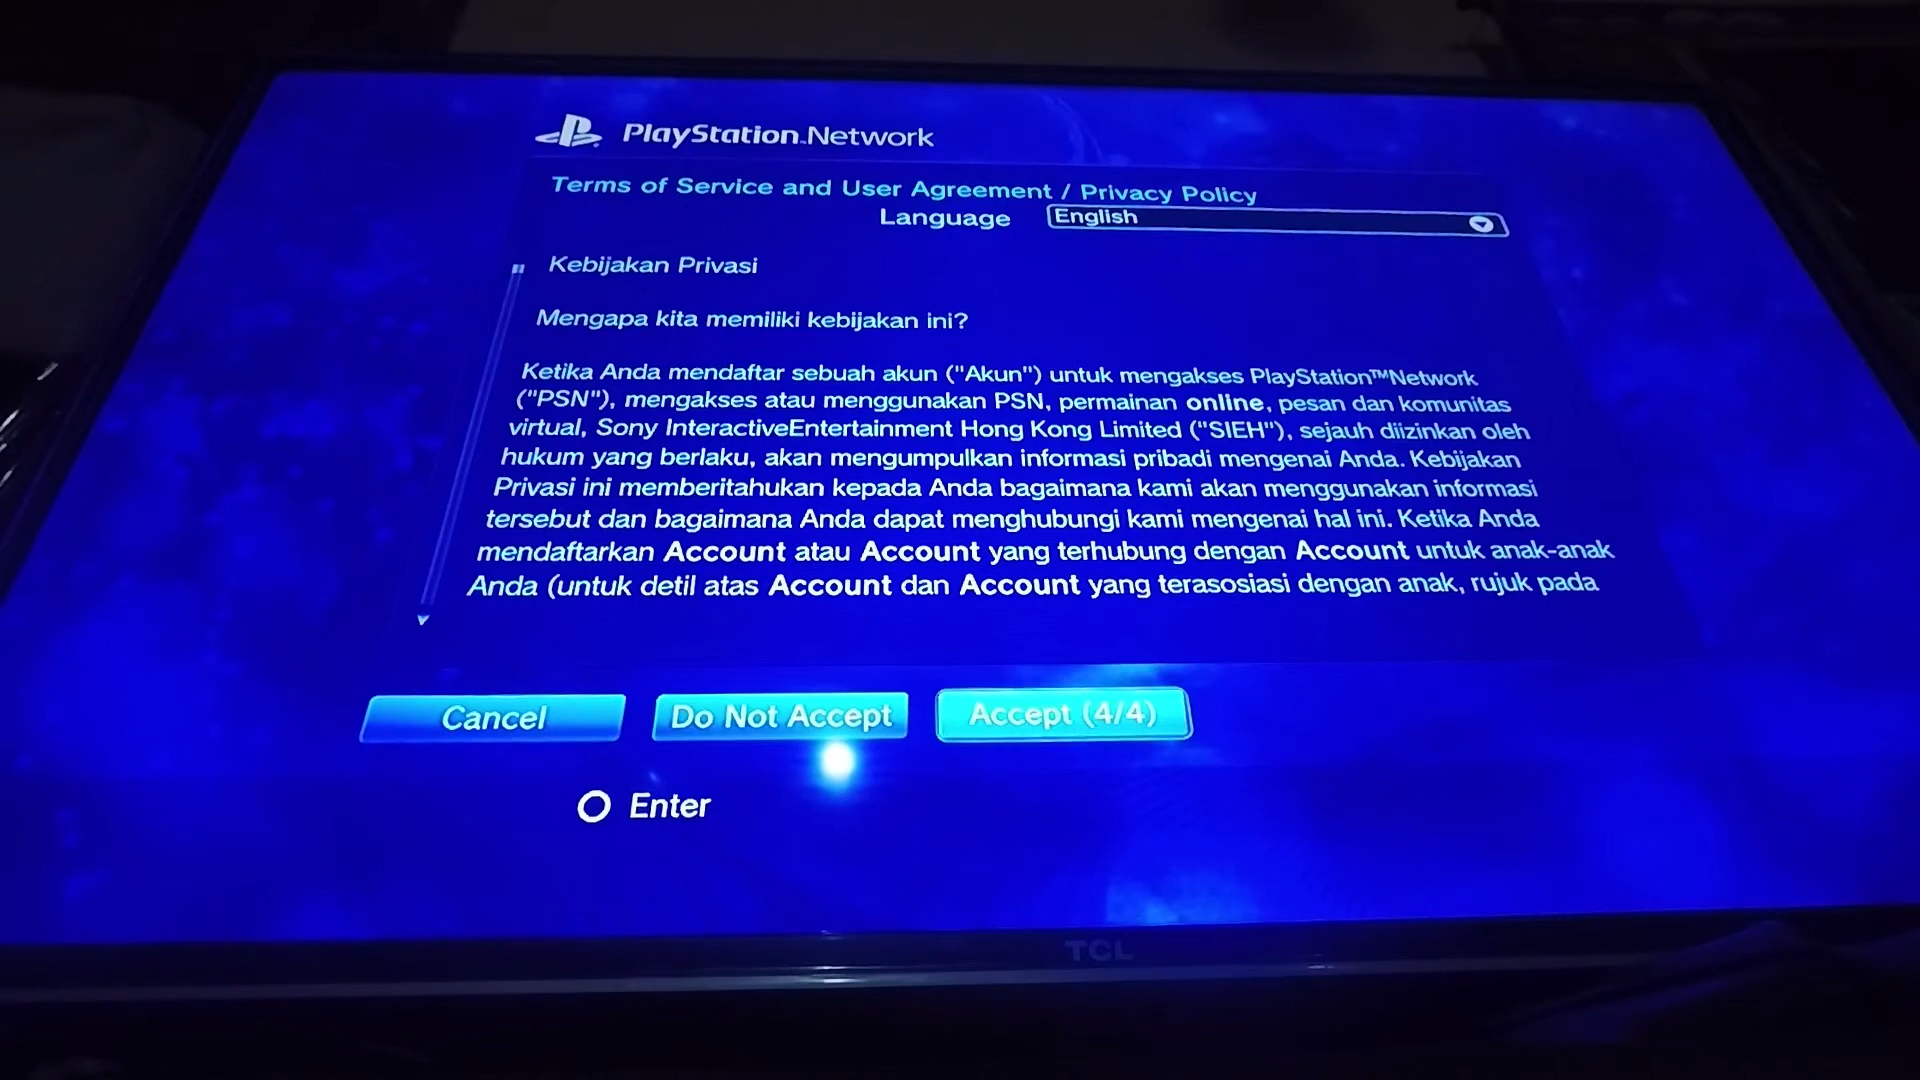 PlayStation.Network
Terms of Service and User Agreement / Privacy Policy
Language English
Kebijakan Privasi
Mengapa kita memiliki kebijakan ini?
Ketika Anda mendaftar sebuah akun ("Akun") untuk mengakses PlayStation™Network
("PSN"), mengakses atau menggunakan PSN, permainan online, pesan dan komunitas
virtual, Sony InteractiveEntertainment Hong Kong Limited ("SIEH"), sejauh diizinkan oleh
hukum yang berlaku, akan mengumpulkan informasi pribadi mengenai Anda. Kebijakan
Privasi ini memberitahukan kepada Anda bagaimana kami akan menggunakan informasi
tersebut dan bagaimana Anda dapat menghubungi kami mengenai hal ini. Ketika Anda
mendaftarkan Account atau Account yang terhubung dengan Account untuk anak-anak
Anda (untuk detil atas Account dan Account yang terasosiasi dengan anak, rujuk pada
Cancel Do Not Accept Accept (4/4)
Enter
TCL